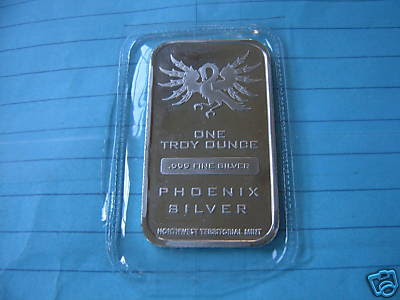 ONE
TROY OUNCE
.999 FINE SILVER
PHOENIX
SILVER
NORTHWEST TERRITORIAL MINT